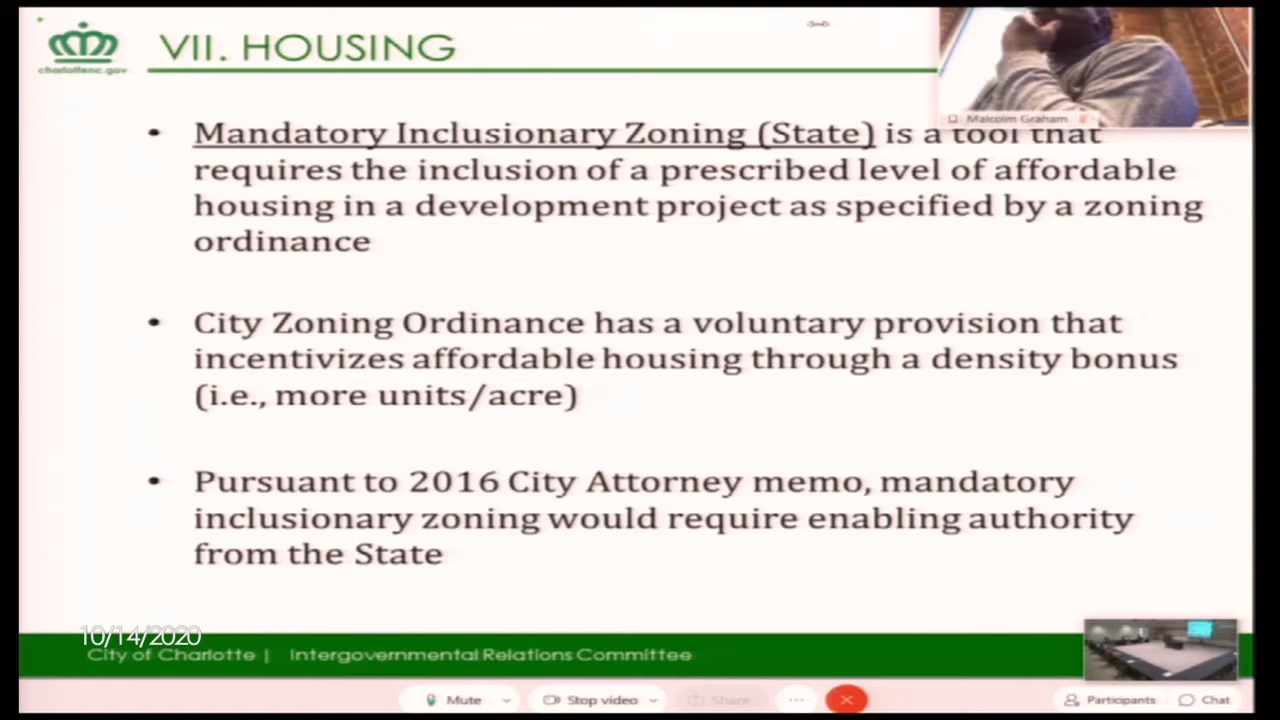 charlottenc.gov
VII. HOUSING
Malcolm Graham
• Mandatory Inclusionary Zoning (State) is a tool that
requires the inclusion of a prescribed level of affordable
housing in a development project as specified by a zoning
ordinance
• City Zoning Ordinance has a voluntary provision that
incentivizes affordable housing through a density bonus
(i.e., more units/acre)
• Pursuant to 2016 City Attorney memo, mandatory
inclusionary zoning would require enabling authority
from the State
10/14/2020
City of Charlotte | Intergovernmental Relations Committee
Mute Stop video Share ... Participants Chat